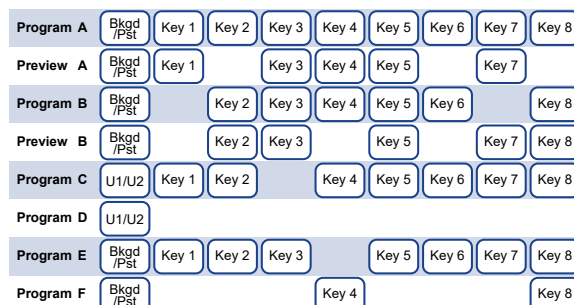 Program A Bkgd /Pst Key 1 Key 2 Key 3 Key 4 Key 5 Key 6 Key 7 Key 8
Preview A Bkgd /Pst Key 1 Key 3 Key 4 Key 5 Key 7
Program B Bkgd /Pst Key 2 Key 3 Key 4 Key 5 Key 6 Key 8
Preview B Bkgd /Pst Key 2 Key 3 Key 5 Key 7 Key 8
Program C U1/U2 Key 1 Key 2 Key 4 Key 5 Key 6 Key 7 Key 8
Program D U1/U2
Program E Bkgd /Pst Key 1 Key 2 Key 3 Key 5 Key 6 Key 7 Key 8
Program F Bkgd /Pst Key 4 Key 8